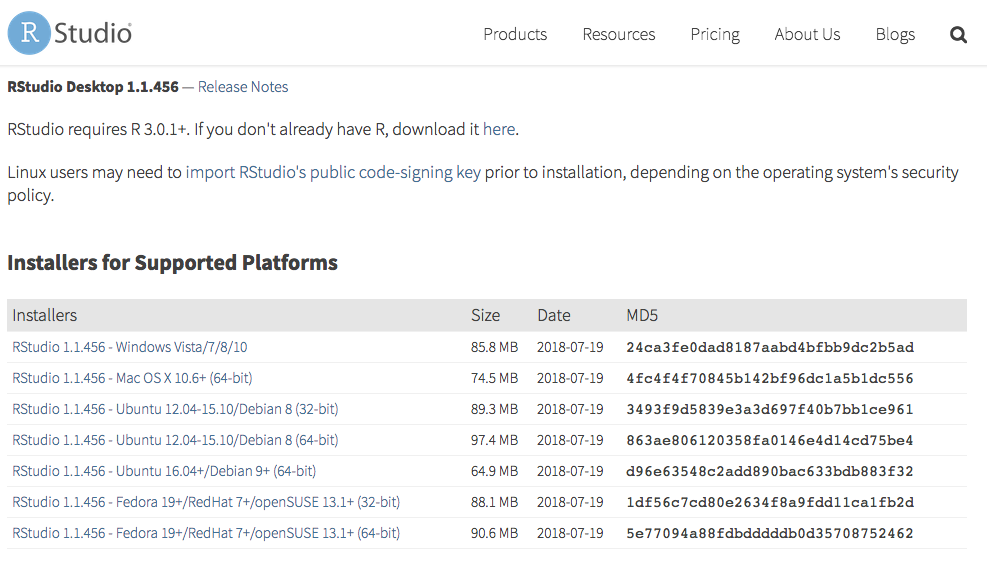 R Studio®
Products Resources Pricing About Us Blogs
RStudio Desktop 1.1.456 — Release Notes
RStudio requires R 3.0.1+. If you don't already have R, download it here.
Linux users may need to import RStudio's public code-signing key prior to installation, depending on the operating system's security
policy.
Installers for Supported Platforms
Installers Size Date MD5
RStudio 1.1.456 - Windows Vista/7/8/10 85.8 MB 2018-07-19 24ca3fe0dad8187aabd4bfbb9dc2b5ad
RStudio 1.1.456 - Mac OS X 10.6+ (64-bit) 74.5 MB 2018-07-19 4fc4f4f70845b142bf96dc1a5b1dc556
RStudio 1.1.456 - Ubuntu 12.04-15.10/Debian 8 (32-bit) 89.3 MB 2018-07-19 3493f9d5839e3a3d697f40b7bb1ce961
RStudio 1.1.456 - Ubuntu 12.04-15.10/Debian 8 (64-bit) 97.4 MB 2018-07-19 863ae806120358fa0146e4d14cd75be4
RStudio 1.1.456 - Ubuntu 16.04+/Debian 9+ (64-bit) 64.9 MB 2018-07-19 d96e63548c2add890bac633bdb883f32
RStudio 1.1.456 - Fedora 19+/RedHat 7+/openSUSE 13.1+ (32-bit) 88.1 MB 2018-07-19 1df56c7cd80e2634f8a9fdd11ca1fb2d
RStudio 1.1.456 - Fedora 19+/RedHat 7+/openSUSE 13.1+ (64-bit) 90.6 MB 2018-07-19 5e77094a88fdbdddddb0d35708752462